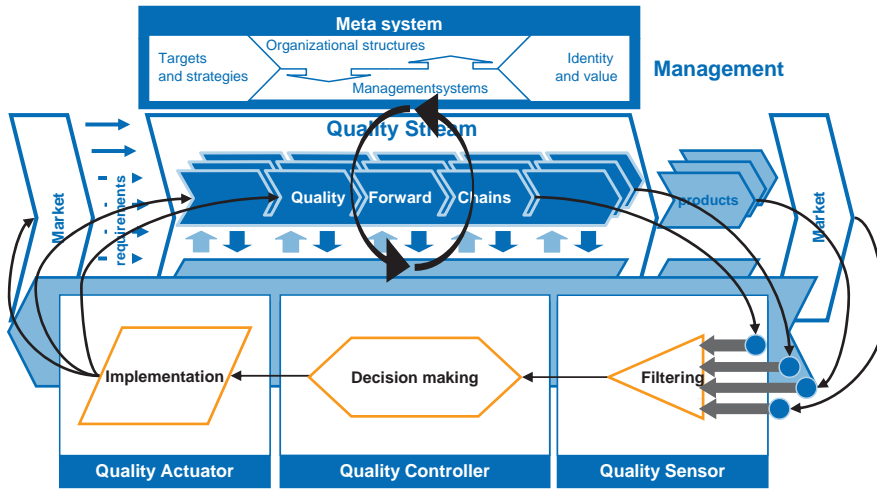 Meta system
Targets
and strategies
Organizational structures
Managementsystems
Identity
and value
Management
Quality Stream
Market
requirements
Quality
Forward
Chains
products
Market
Implementation
Decision making
Filtering
Quality Actuator
Quality Controller
Quality Sensor